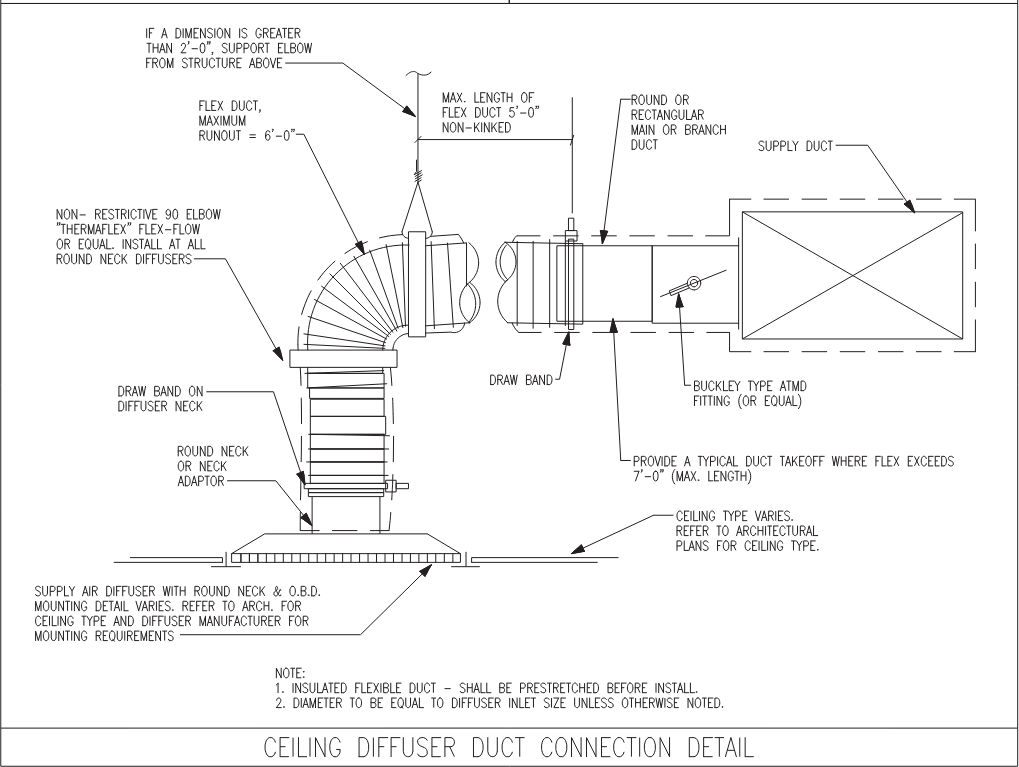 IF A DIMENSION IS GREATER
THAN 2'-0", SUPPORT ELBOW
FROM STRUCTURE ABOVE
FLEX DUCT,
MAXIMUM
RUNOUT = 6'-0"
MAX. LENGTH OF
FLEX DUCT 5'-0"
NON-KINKED
ROUND OR
RECTANGULAR
MAIN OR BRANCH
DUCT
SUPPLY DUCT
NON- RESTRICTIVE 90 ELBOW
"THERMAFLEX" FLEX-FLOW
OR EQUAL. INSTALL AT ALL
ROUND NECK DIFFUSERS
DRAW BAND ON
DIFFUSER NECK
DRAW BAND
BUCKLEY TYPE ATMD
FITTING (OR EQUAL)
ROUND NECK
OR NECK
ADAPTOR
PROVIDE A TYPICAL DUCT TAKEOFF WHERE FLEX EXCEEDS
7'-0" (MAX. LENGTH)
CEILING TYPE VARIES.
REFER TO ARCHITECTURAL
PLANS FOR CEILING TYPE.
SUPPLY AIR DIFFUSER WITH ROUND NECK & O.B.D.
MOUNTING DETAIL VARIES. REFER TO ARCH. FOR
CEILING TYPE AND DIFFUSER MANUFACTURER FOR
MOUNTING REQUIREMENTS
NOTE:
1. INSULATED FLEXIBLE DUCT - SHALL BE PRESTRETCHED BEFORE INSTALL.
2. DIAMETER TO BE EQUAL TO DIFFUSER INLET SIZE UNLESS OTHERWISE NOTED.
CEILING DIFFUSER DUCT CONNECTION DETAIL